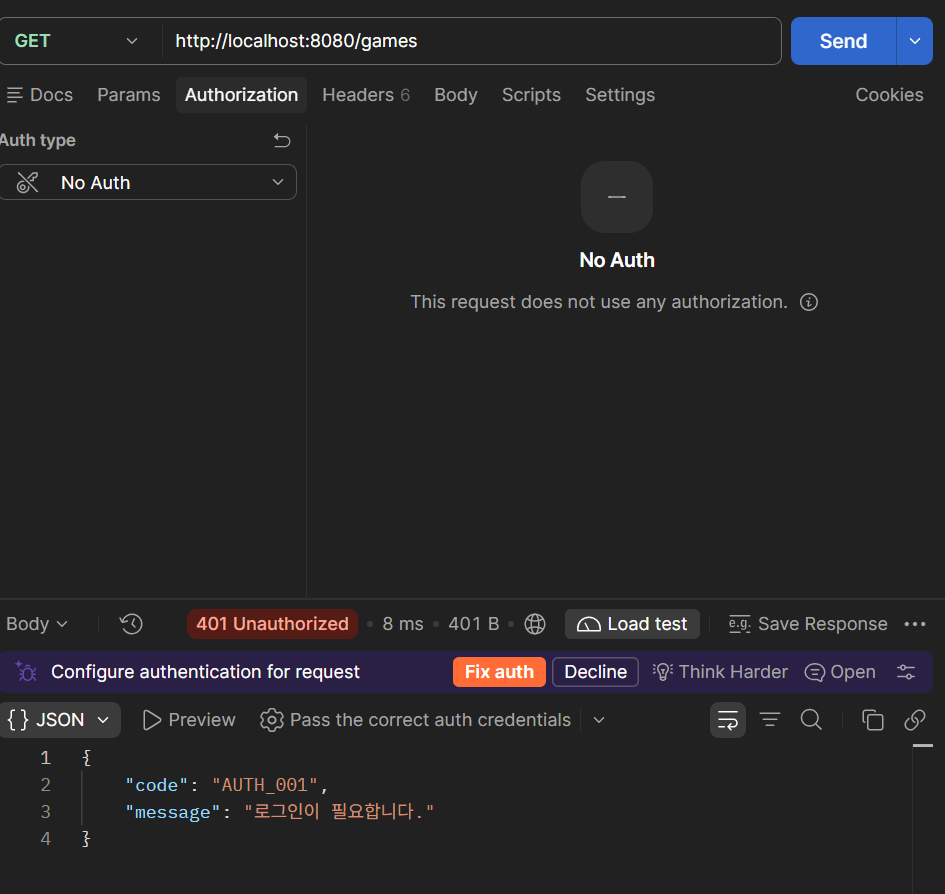 GET http://localhost:8080/games Send
Docs Params Authorization Headers 6 Body Scripts Settings Cookies
Auth type
No Auth
No Auth
This request does not use any authorization.
Body 401 Unauthorized 8 ms 401 B Load test e.g. Save Response
Configure authentication for request Fix auth Decline Think Harder Open
{} JSON Preview Pass the correct auth credentials
1 {
2 "code": "AUTH_001",
3 "message": "로그인이 필요합니다."
4 }